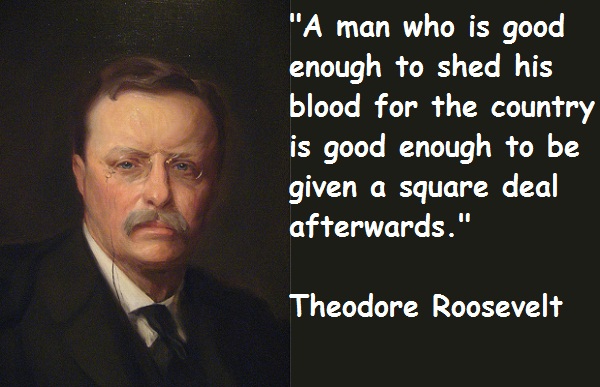 "A man who is good
enough to shed his
blood for the country
is good enough to be
given a square deal
afterwards."
Theodore Roosevelt